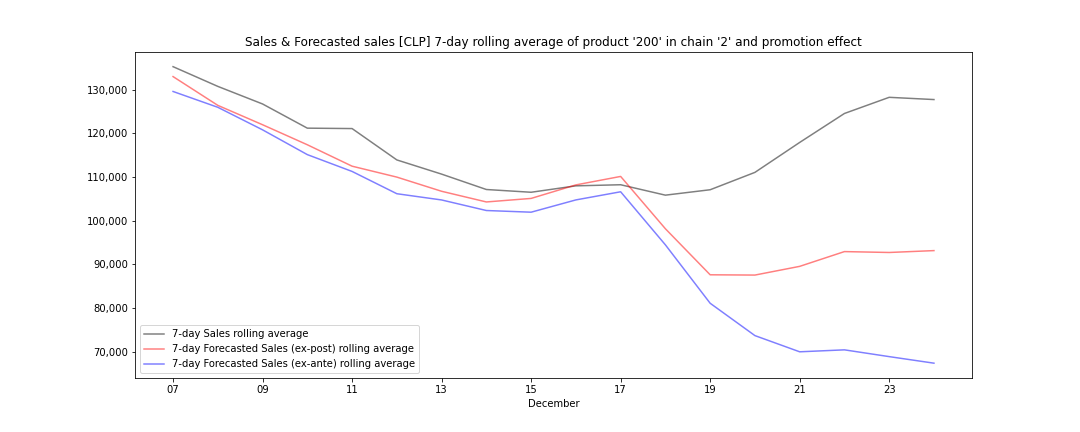 Sales & Forecasted sales [CLP] 7-day rolling average of product '200' in chain '2' and promotion effect
130,000
120,000
110,000
100,000
90,000
80,000
70,000
7-day Sales rolling average
7-day Forecasted Sales (ex-post) rolling average
7-day Forecasted Sales (ex-ante) rolling average
07 09 11 13 15 17 19 21 23
December